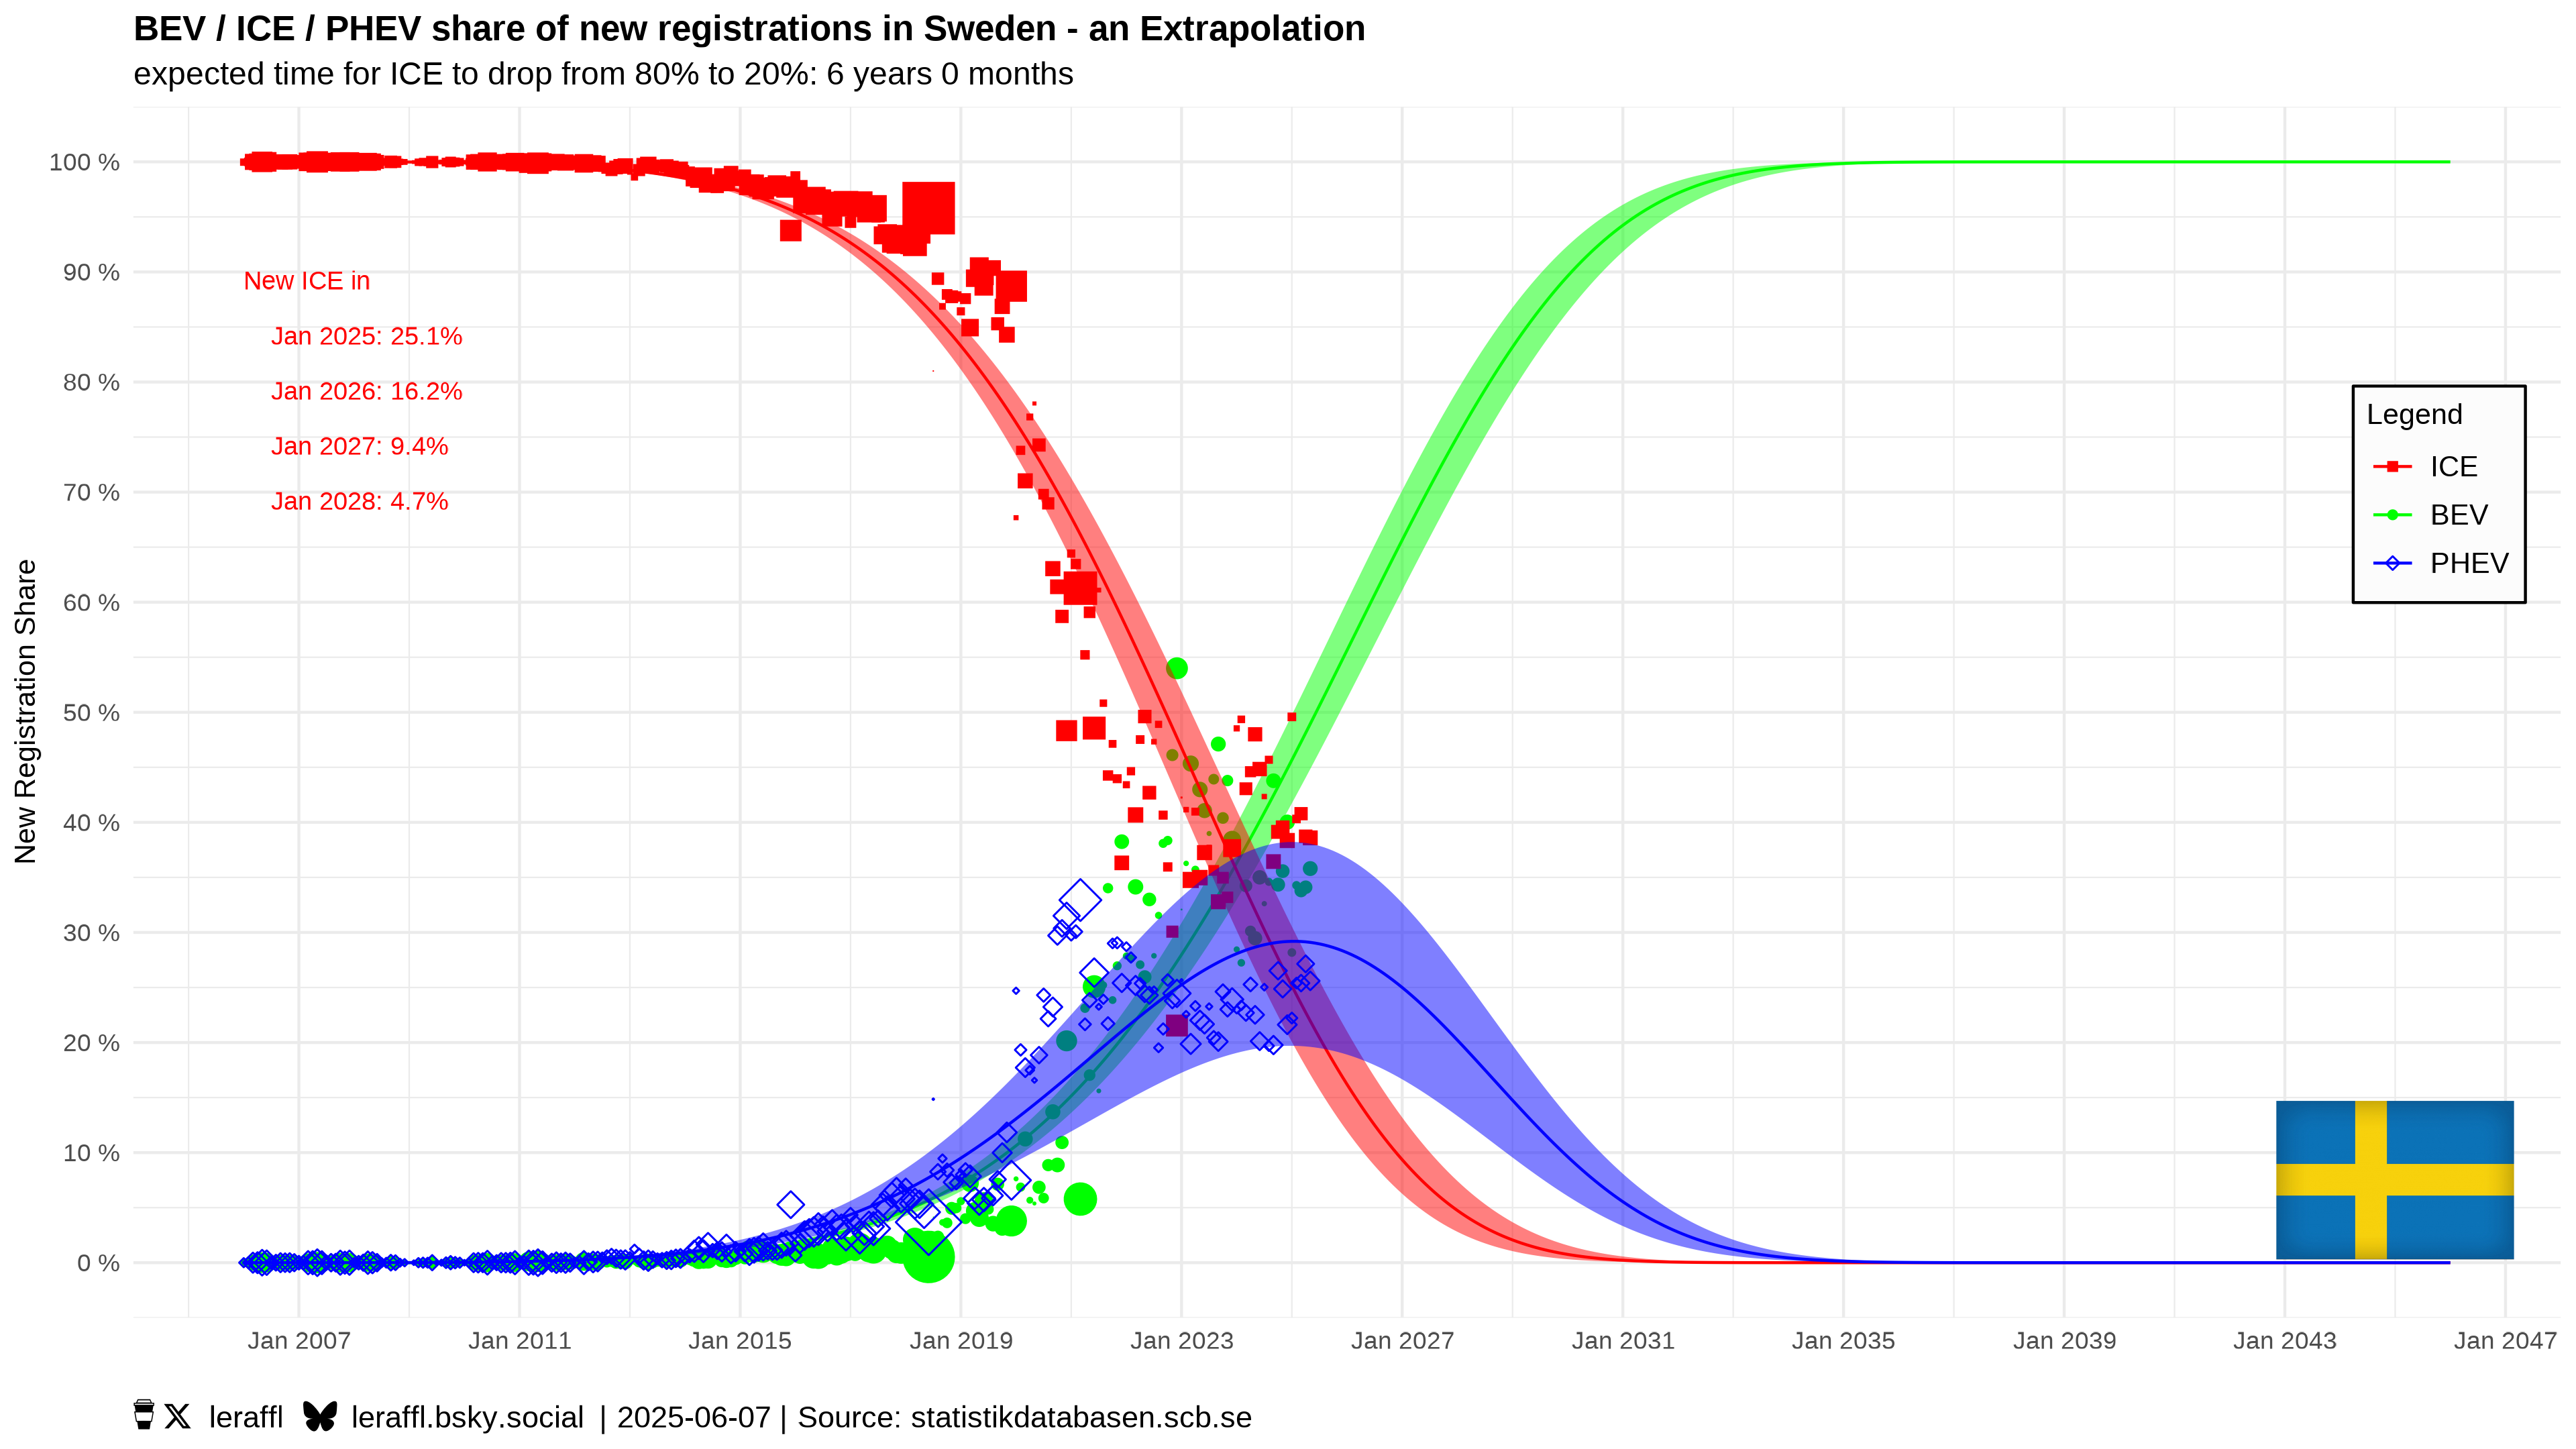 BEV / ICE / PHEV share of new registrations in Sweden - an Extrapolation
expected time for ICE to drop from 80% to 20%: 6 years 0 months
New Registration Share
100 %
90 %
80 %
70 %
60 %
50 %
40 %
30 %
20 %
10 %
0 %
New ICE in
Jan 2025: 25.1%
Jan 2026: 16.2%
Jan 2027: 9.4%
Jan 2028: 4.7%
Legend
ICE
BEV
PHEV
Jan 2007 Jan 2011 Jan 2015 Jan 2019 Jan 2023 Jan 2027 Jan 2031 Jan 2035 Jan 2039 Jan 2043 Jan 2047
leraffl leraffl.bsky.social | 2025-06-07 | Source: statistikdatabasen.scb.se